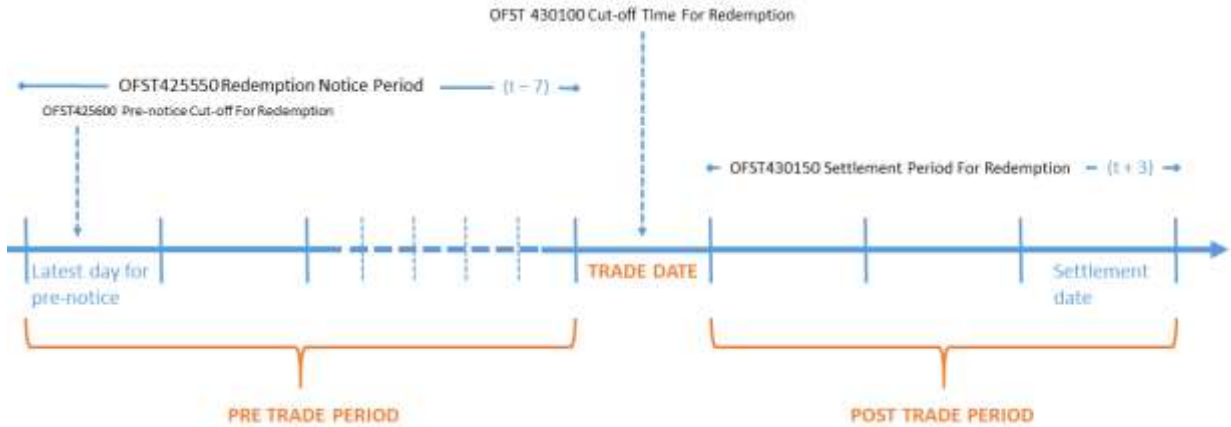 OFST 430100 Cut-off Time For Redemption
OFST425550 Redemption Notice Period (t – 7)
OFST425600 Pre-notice Cut-off For Redemption
OFST430150 Settlement Period For Redemption (t + 3)
Latest day for
pre-notice
TRADE DATE
Settlement
date
PRE TRADE PERIOD
POST TRADE PERIOD